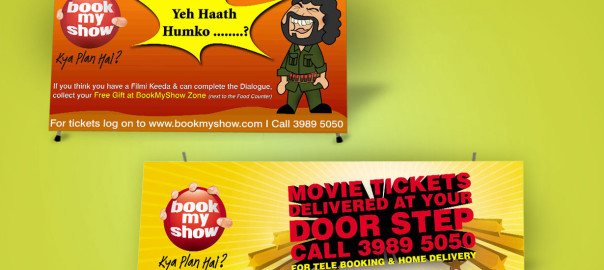 book
my
show
Kya Plan Hai?
Yeh Haath
Humko ........?
If you think you have a Filmi Keeda & can complete the Dialogue,
collect your Free Gift at BookMyShow Zone (next to the Food Counter)
For tickets log on to www.bookmyshow.com I Call 3989 5050
book
my
show
Kya Plan Hai?
MOVIE TICKETS
DELIVERED AT YOUR
DOOR STEP
CALL 3989 5050
FOR TELE BOOKING & HOME DELIVERY